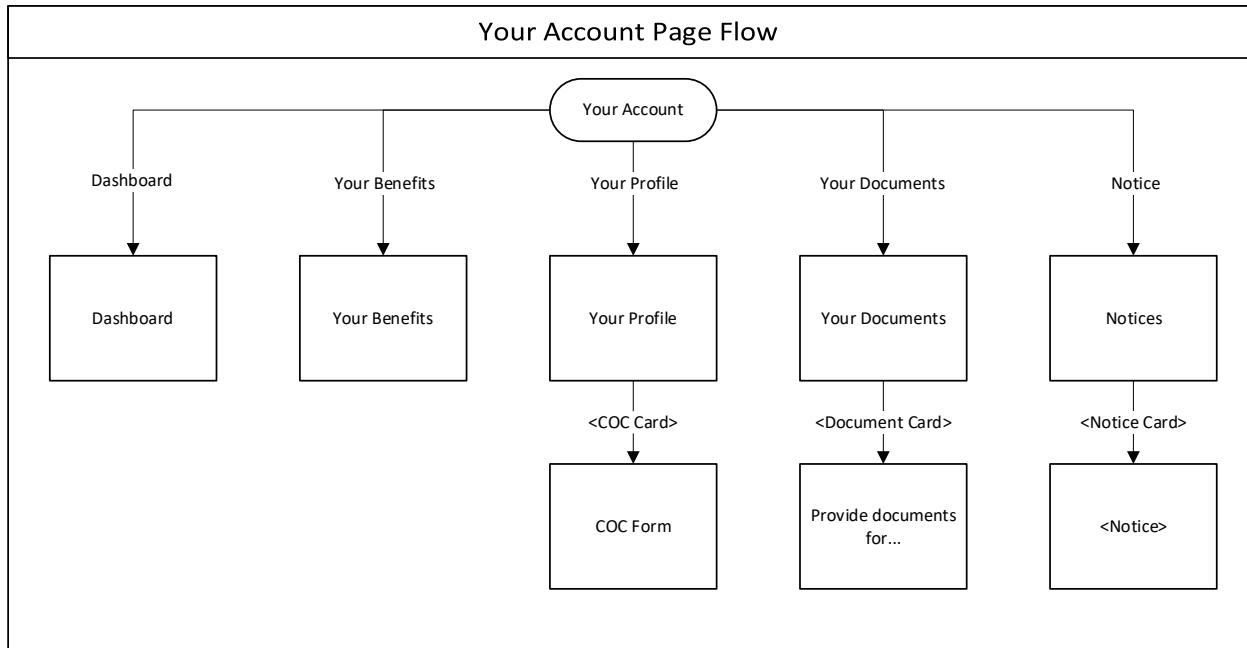 Your Account Page Flow
Your Account
Dashboard
Your Benefits
Your Profile
Your Documents
Notice
Dashboard
Your Benefits
Your Profile
Your Documents
Notices
<COC Card>
<Document Card>
<Notice Card>
COC Form
Provide documents
for...
<Notice>